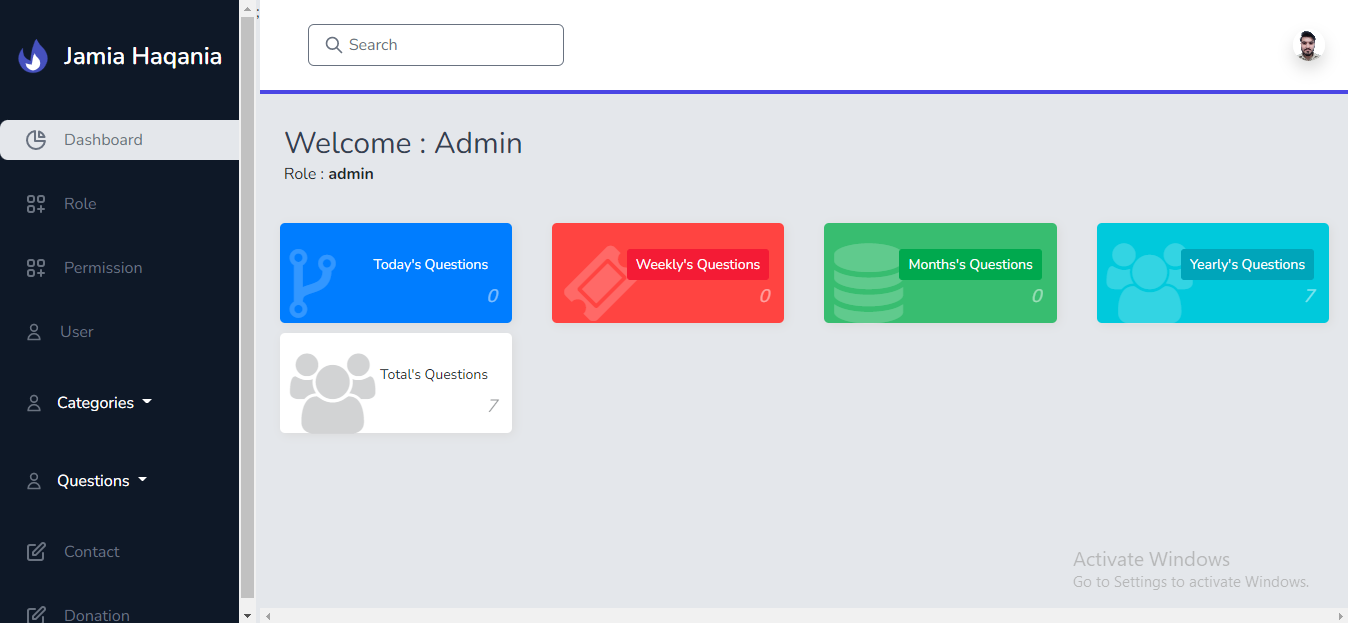 Jamia Haqania
Dashboard
Role
Permission
User
Categories
Questions
Contact
Donation
;
Search
Welcome : Admin
Role : admin
Today's Questions
0
Weekly's Questions
0
Months's Questions
0
Yearly's Questions
7
Total's Questions
7
Activate Windows
Go to Settings to activate Windows.